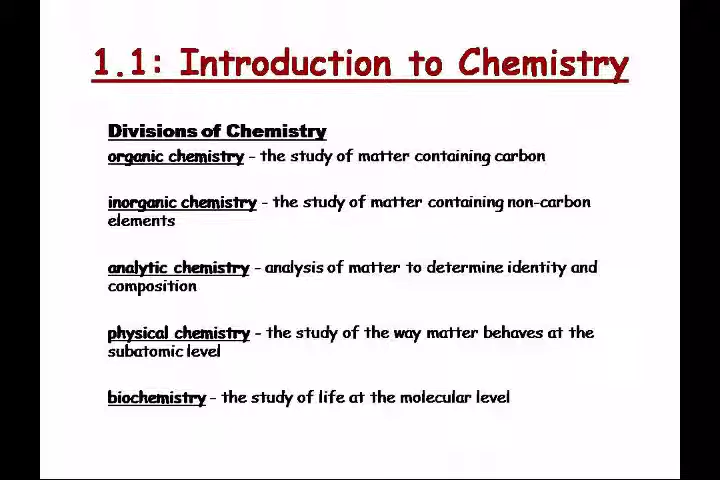 1.1: Introduction to Chemistry
Divisions of Chemistry
organic chemistry - the study of matter containing carbon
inorganic chemistry - the study of matter containing non-carbon
elements
analytic chemistry - analysis of matter to determine identity and
composition
physical chemistry - the study of the way matter behaves at the
subatomic level
biochemistry - the study of life at the molecular level